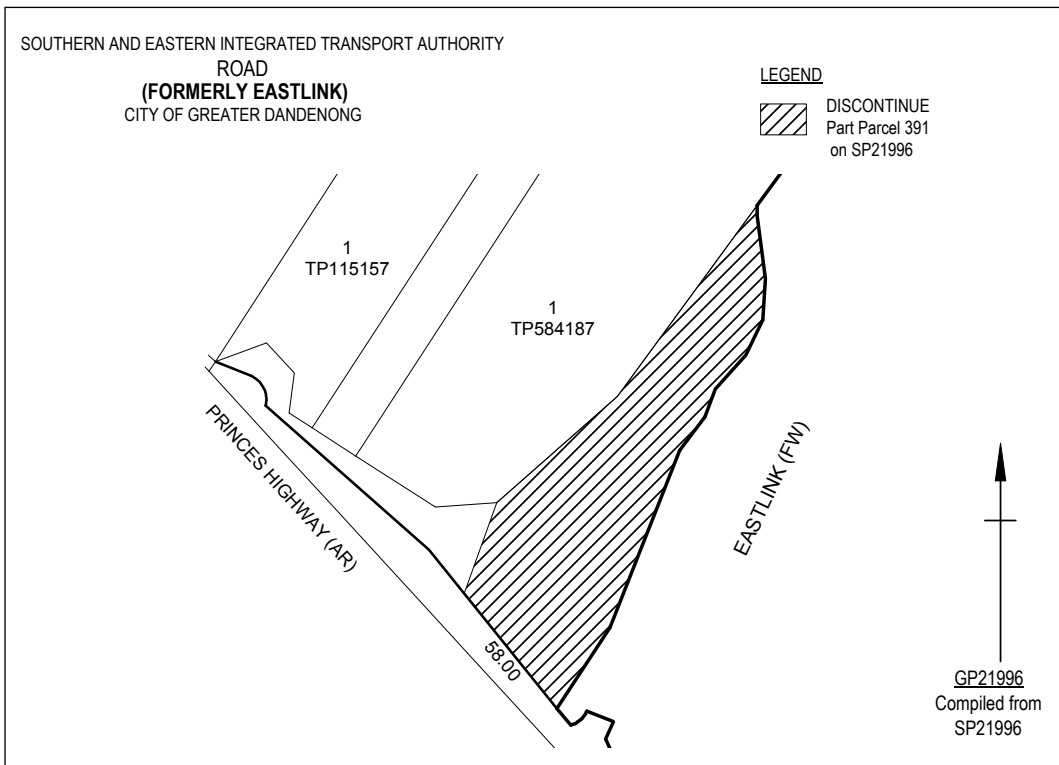 SOUTHERN AND EASTERN INTEGRATED TRANSPORT AUTHORITY
ROAD
(FORMERLY EASTLINK)
CITY OF GREATER DANDENONG
LEGEND
DISCONTINUE
Part Parcel 391
on SP21996
1
TP115157
1
TP584187
PRINCES HIGHWAY (AR)
58.00
EASTLINK (FW)
GP21996
Compiled from
SP21996